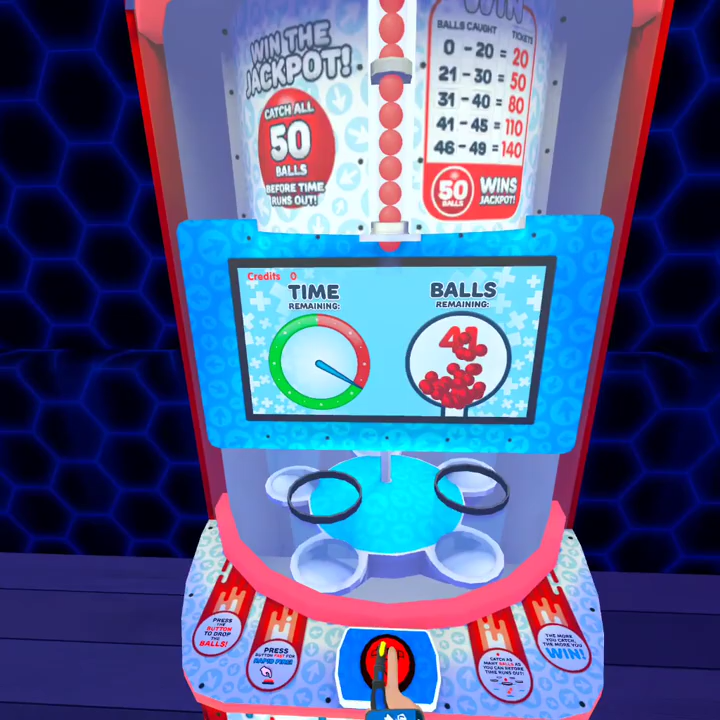 WIN THE
JACKPOT!
CATCH ALL
50
BALLS
BEFORE TIME
RUNS OUT!
WIN
BALLS CAUGHT TICKETS
0 - 20 = 20
21 - 30 = 50
31 - 40 = 80
41 - 45 = 110
46 - 49 = 140
50
BALLS
WINS
JACKPOT!
Credits 0
TIME
REMAINING:
BALLS
REMAINING:
41
PRESS
THE
BUTTON
TO DROP
THE
BALLS!
PRESS
BUTTON FAST FOR
RAPID FIRE!
CATCH AS
MANY BALLS AS
YOU CAN BEFORE
TIME RUNS OUT!
THE MORE
YOU CATCH,
THE MORE YOU
WIN!